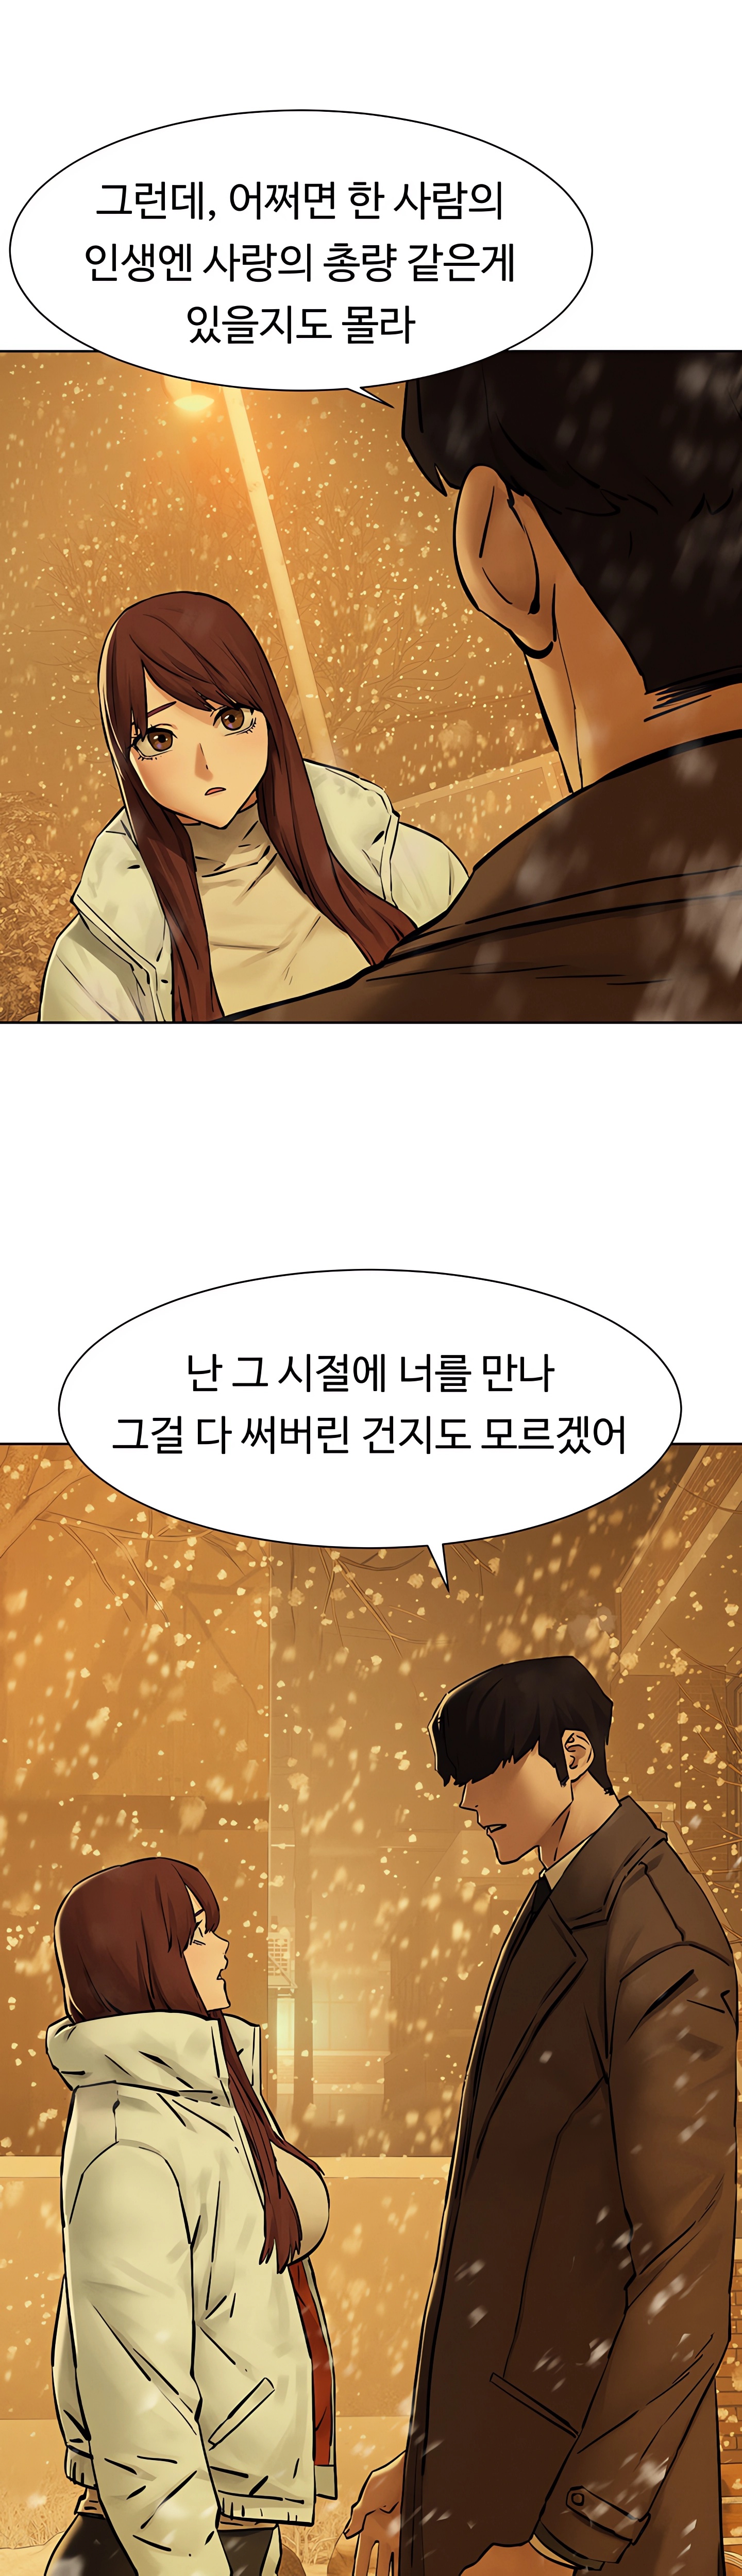 그런데, 어쩌면 한 사람의
인생엔 사랑의 총량 같은게
있을지도 몰라
난 그 시절에 너를 만나
그걸 다 써버린 건지도 모르겠어